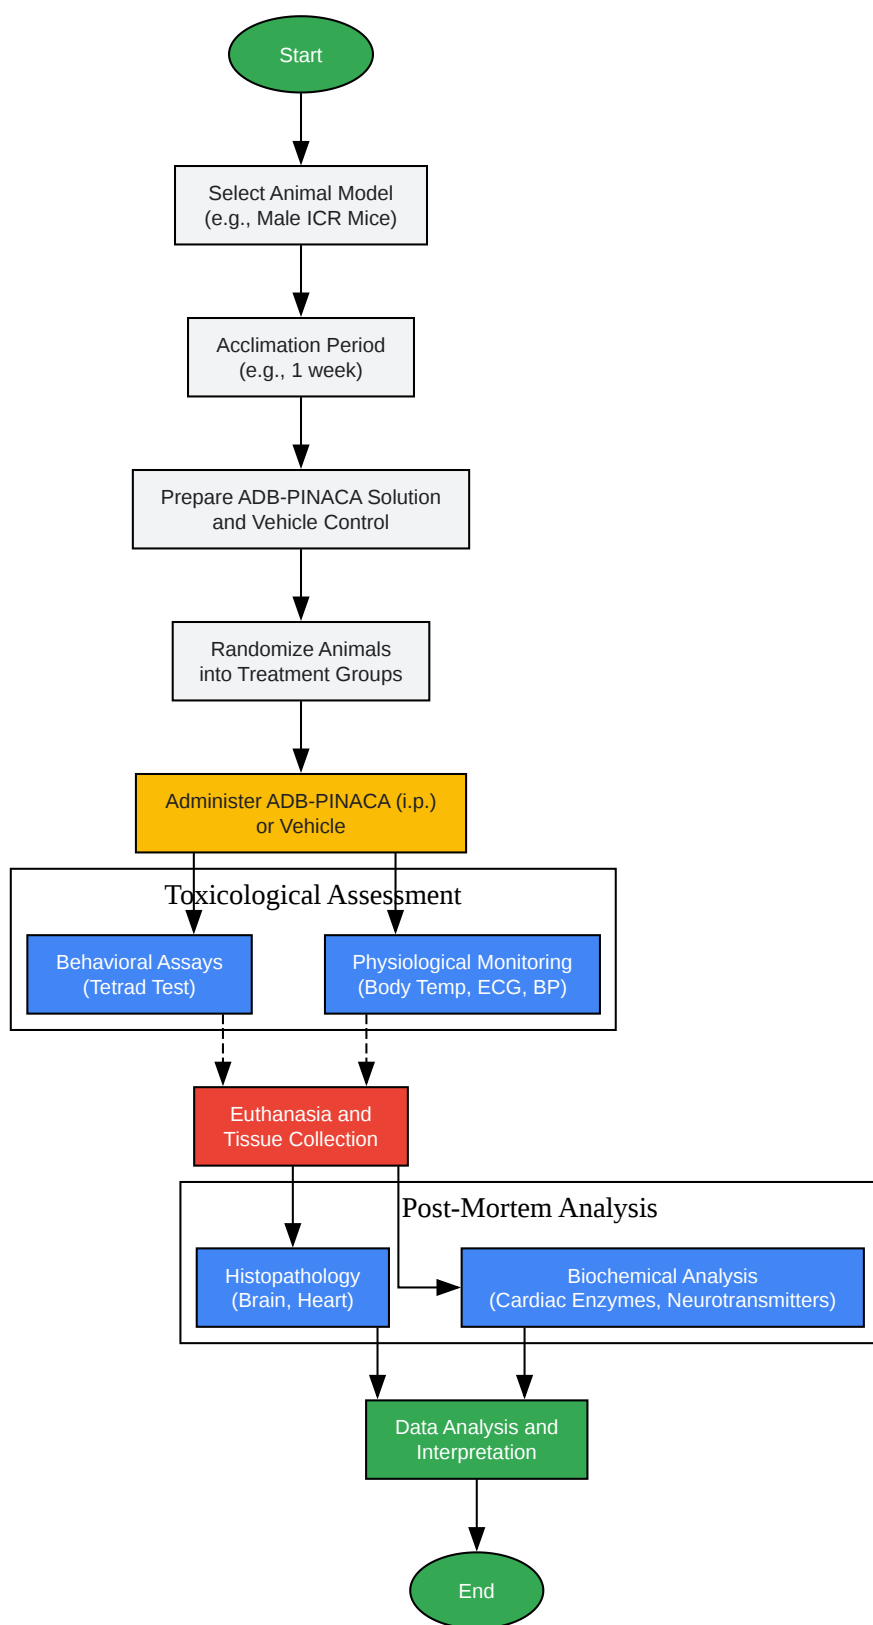 Start
Select Animal Model
(e.g., Male ICR Mice)
Acclimation Period
(e.g., 1 week)
Prepare ADB-PINACA Solution
and Vehicle Control
Randomize Animals
into Treatment Groups
Administer ADB-PINACA (i.p.)
or Vehicle
Toxicological Assessment
Behavioral Assays
(Tetrad Test)
Physiological Monitoring
(Body Temp, ECG, BP)
Euthanasia and
Tissue Collection
Post-Mortem Analysis
Histopathology
(Brain, Heart)
Biochemical Analysis
(Cardiac Enzymes, Neurotransmitters)
Data Analysis and
Interpretation
End